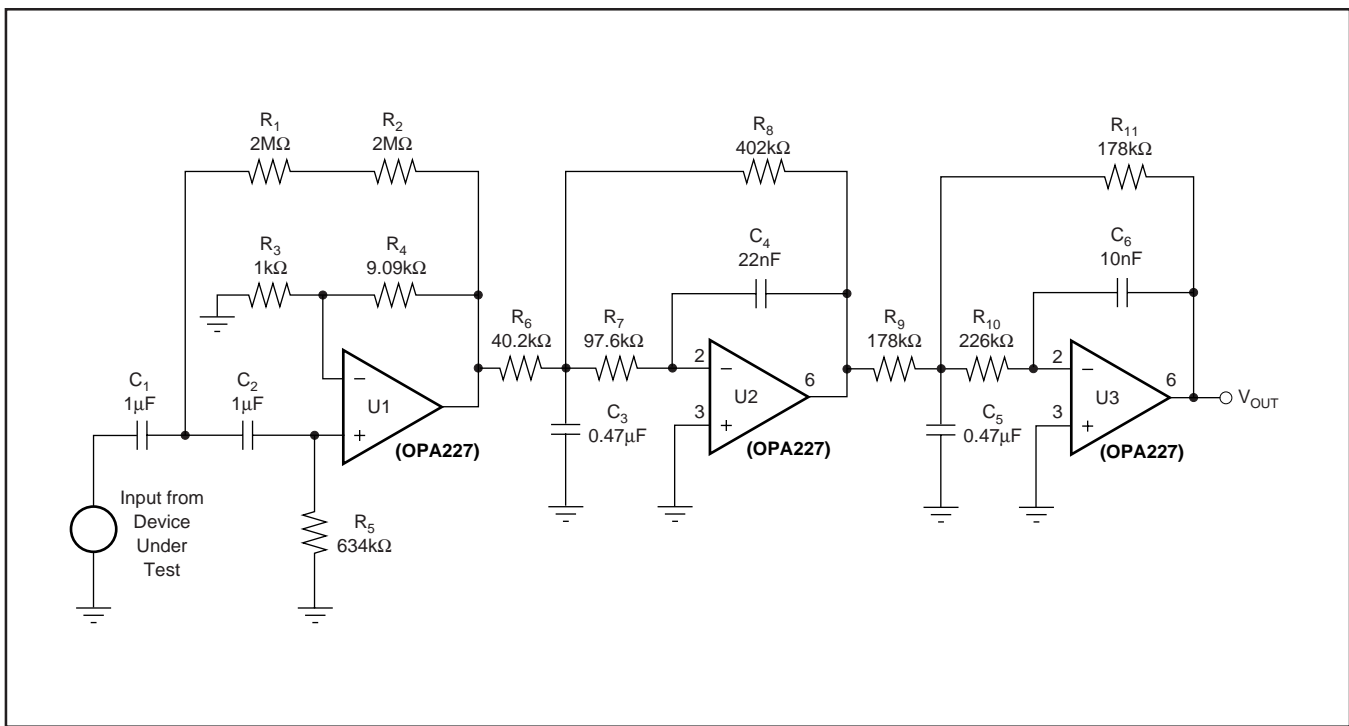 R1
2MΩ
R2
2MΩ
R8
402kΩ
R11
178kΩ
R3
1kΩ
R4
9.09kΩ
C4
22nF
C6
10nF
R6
40.2kΩ
R7
97.6kΩ
R9
178kΩ
R10
226kΩ
C1
1µF
C2
1µF
–
+
U1
(OPA227)
2
–
3
+
U2
6
(OPA227)
2
–
3
+
U3
6
(OPA227)
VOUT
C3
0.47µF
C5
0.47µF
Input from
Device
Under
Test
R5
634kΩ